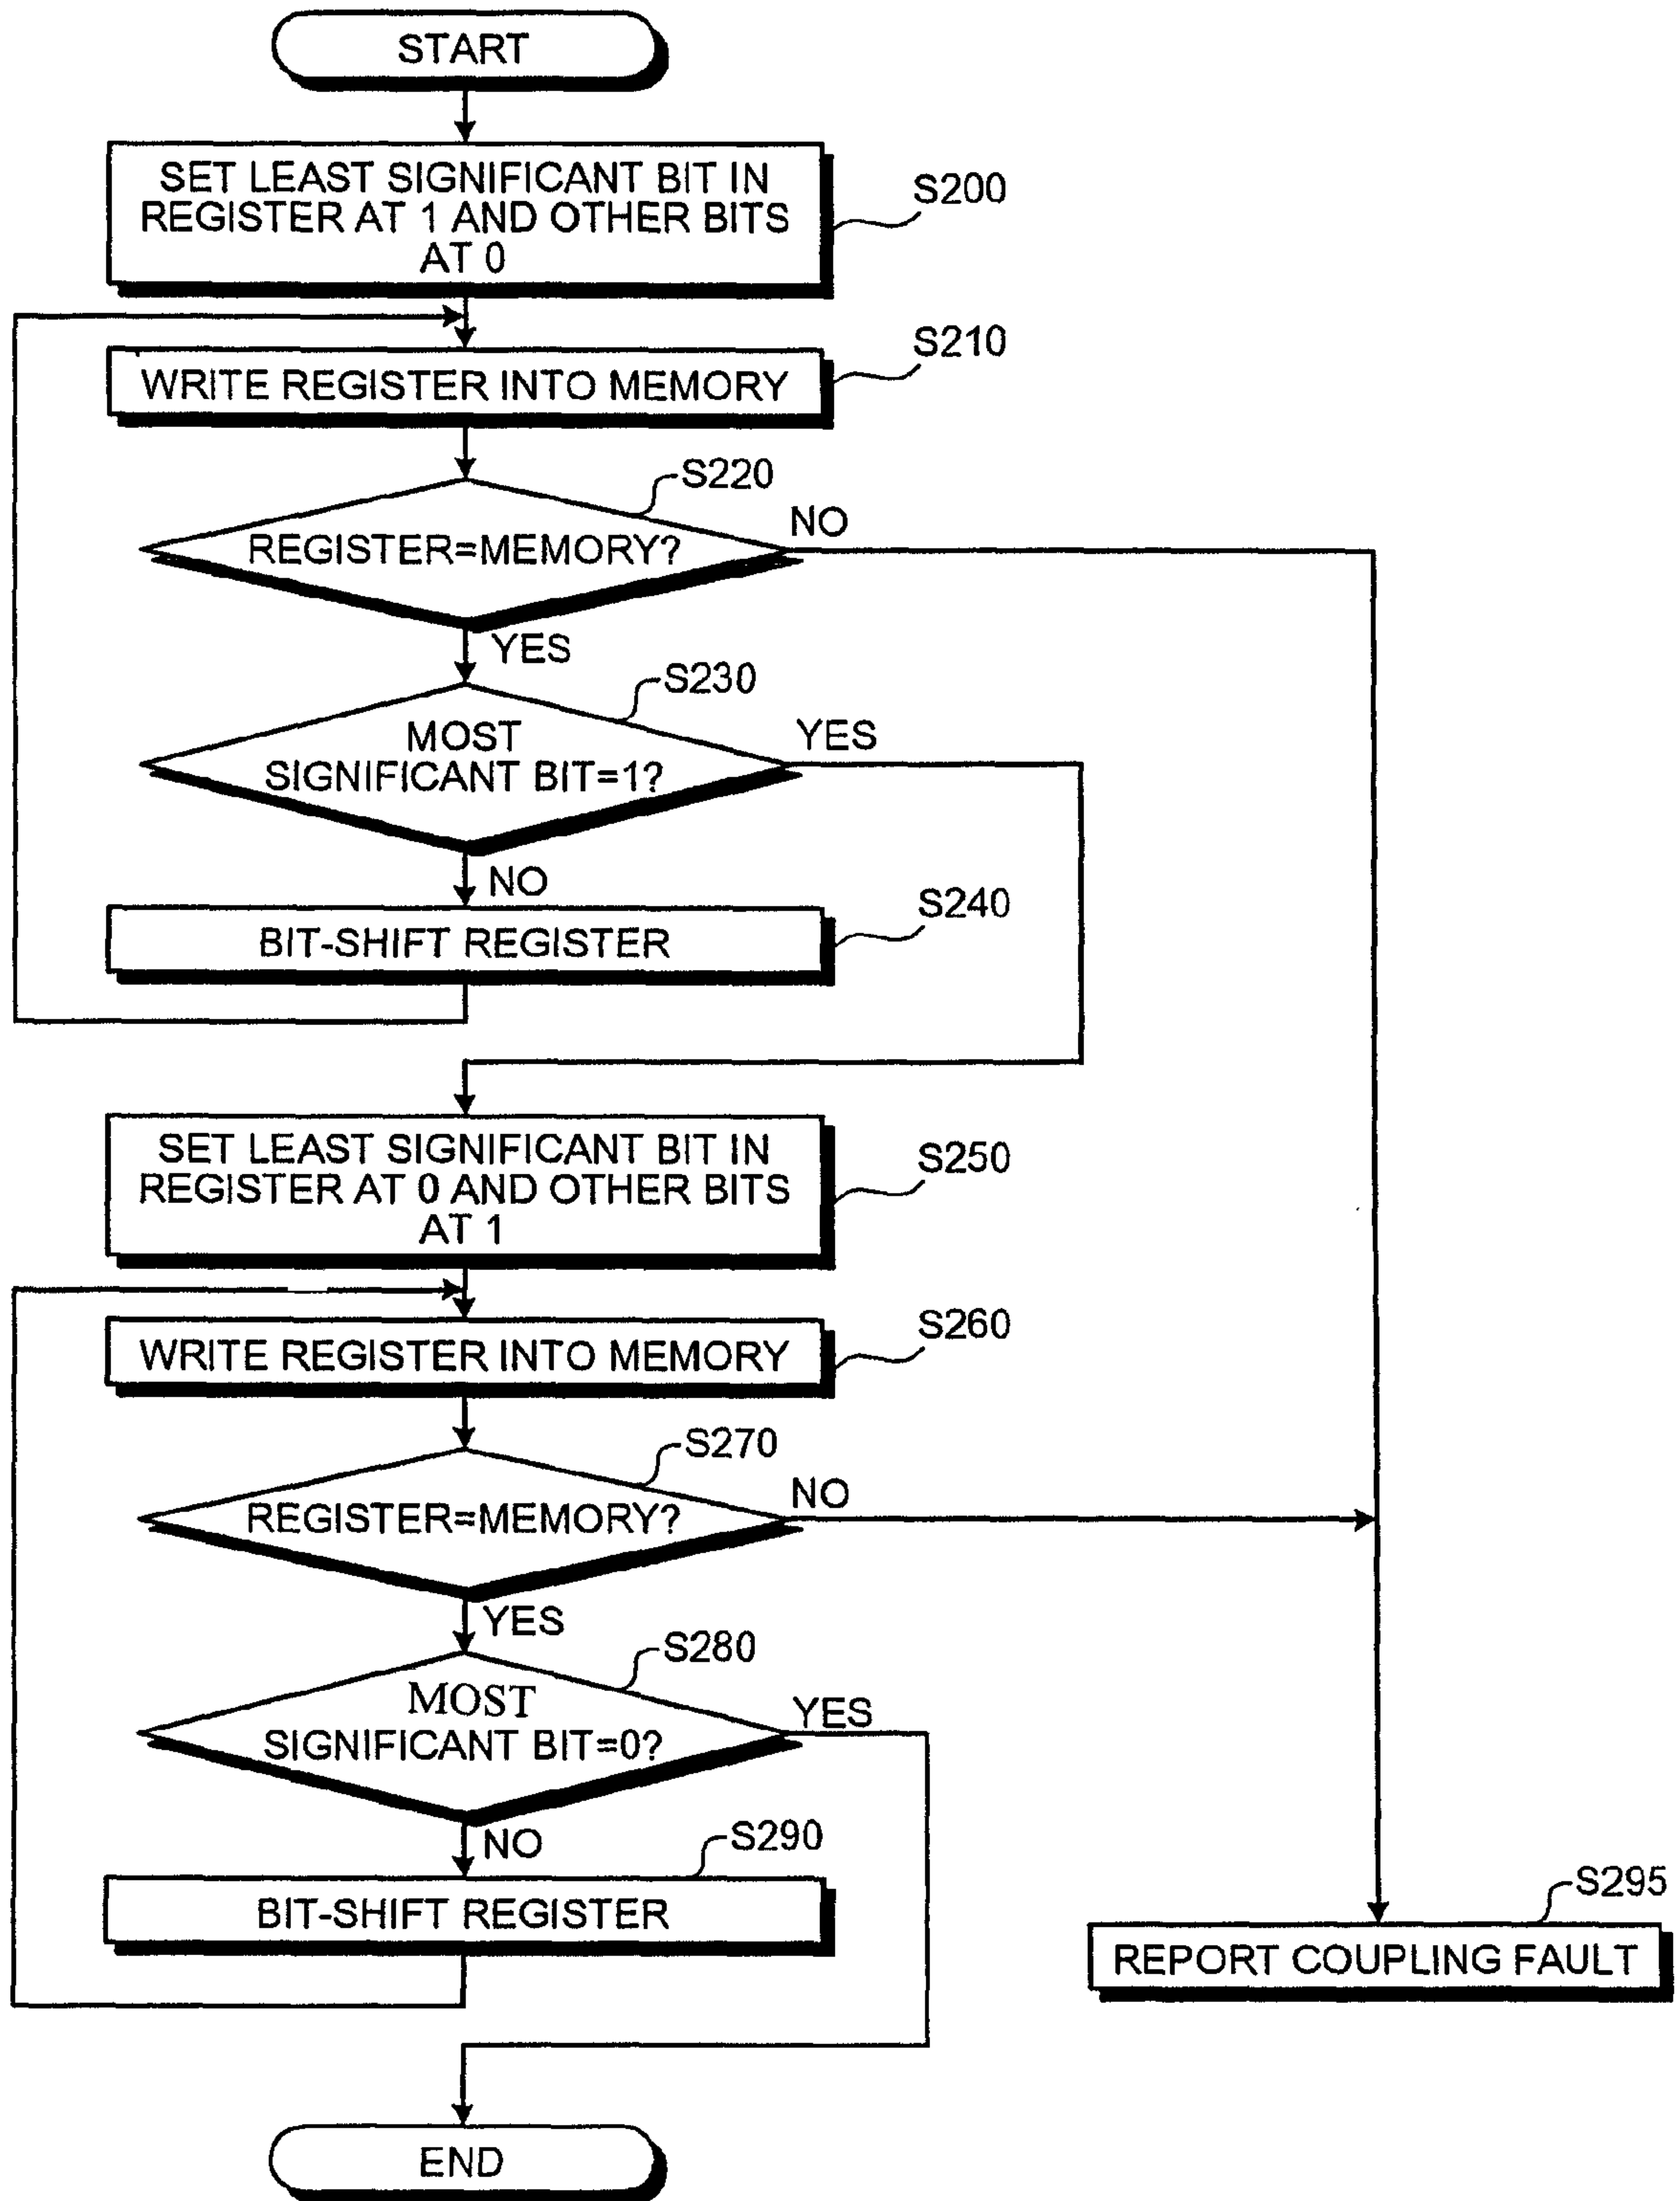 START
SET LEAST SIGNIFICANT BIT IN
REGISTER AT 1 AND OTHER BITS
AT 0
S200
WRITE REGISTER INTO MEMORY
S210
S220
REGISTER=MEMORY?
NO
YES
S230
MOST
SIGNIFICANT BIT=1?
YES
NO
BIT-SHIFT REGISTER
S240
SET LEAST SIGNIFICANT BIT IN
REGISTER AT 0 AND OTHER BITS
AT 1
S250
WRITE REGISTER INTO MEMORY
S260
S270
REGISTER=MEMORY?
NO
YES
S280
MOST
SIGNIFICANT BIT=0?
YES
NO
S290
BIT-SHIFT REGISTER
S295
REPORT COUPLING FAULT
END